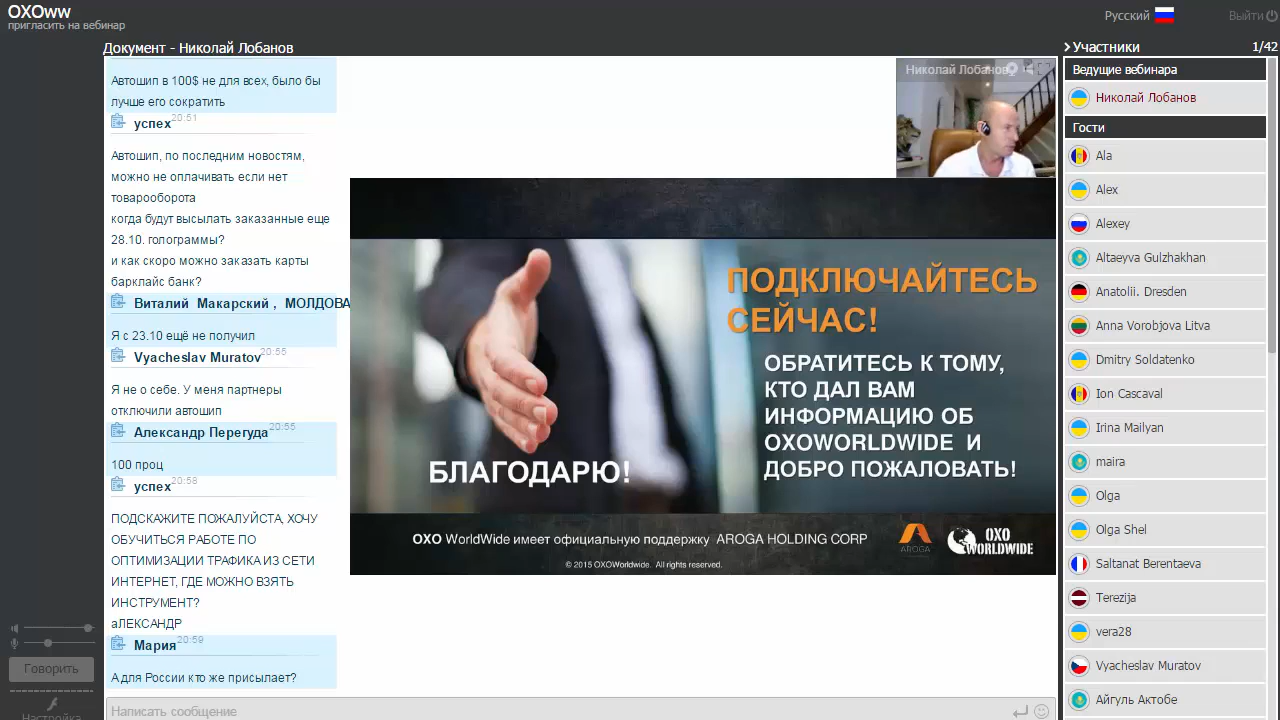 OXOww
пригласить на вебинар
Русский
Выйти
Документ - Николай Лобанов
Автошип в 100$ не для всех. было бы
лучше его сократить
успех 20:51
Автошип, по последним новостям,
можно не оплачивать если нет
товарооборота
когда будут высылать заказанные еще
28.10. голограммы?
и как скоро можно заказать карты
барклайс банк?
Виталий Макарский , МОЛДОВА
Я с 23.10 ещё не получил
Vyacheslav Muratov
Я не о себе. У меня партнеры
отключили автошип
Александр Перегуда
100 проц
успех 20:58
ПОДСКАЖИТЕ ПОЖАЛУЙСТА, ХОЧУ
ОБУЧИТЬСЯ РАБОТЕ ПО
ОПТИМИЗАЦИИ ТРАФИКА ИЗ СЕТИ
ИНТЕРНЕТ, ГДЕ МОЖНО ВЗЯТЬ
ИНСТРУМЕНТ?
аЛЕКСАНДР
Мария 20:59
А для России кто же присылает?
Написать сообщение
Говорить
Настройка
Николай Лобанов
ПОДКЛЮЧАЙТЕСЬ
СЕЙЧАС!
ОБРАТИТЕСЬ К ТОМУ,
КТО ДАЛ ВАМ
ИНФОРМАЦИЮ ОБ
OXOWORLDWIDE И
ДОБРО ПОЖАЛОВАТЬ!
БЛАГОДАРЮ!
OXO WorldWide имеет официальную поддержку AROGA HOLDING CORP
AROGA
OXO
WORLDWIDE
© 2015 OXOWorldwide. All rights reserved.
Участники 1/42
Ведущие вебинара
Николай Лобанов
Гости
Ala
Alex
Alexey
Altaeyva Gulzhakhan
Anatolii. Dresden
Anna Vorobjova Litva
Dmitry Soldatenko
Ion Cascaval
Irina Mailyan
maira
Olga
Olga Shel
Perizat Berentaeva
Terezija
vera28
Vyacheslav Muratov
Айгуль Актобе